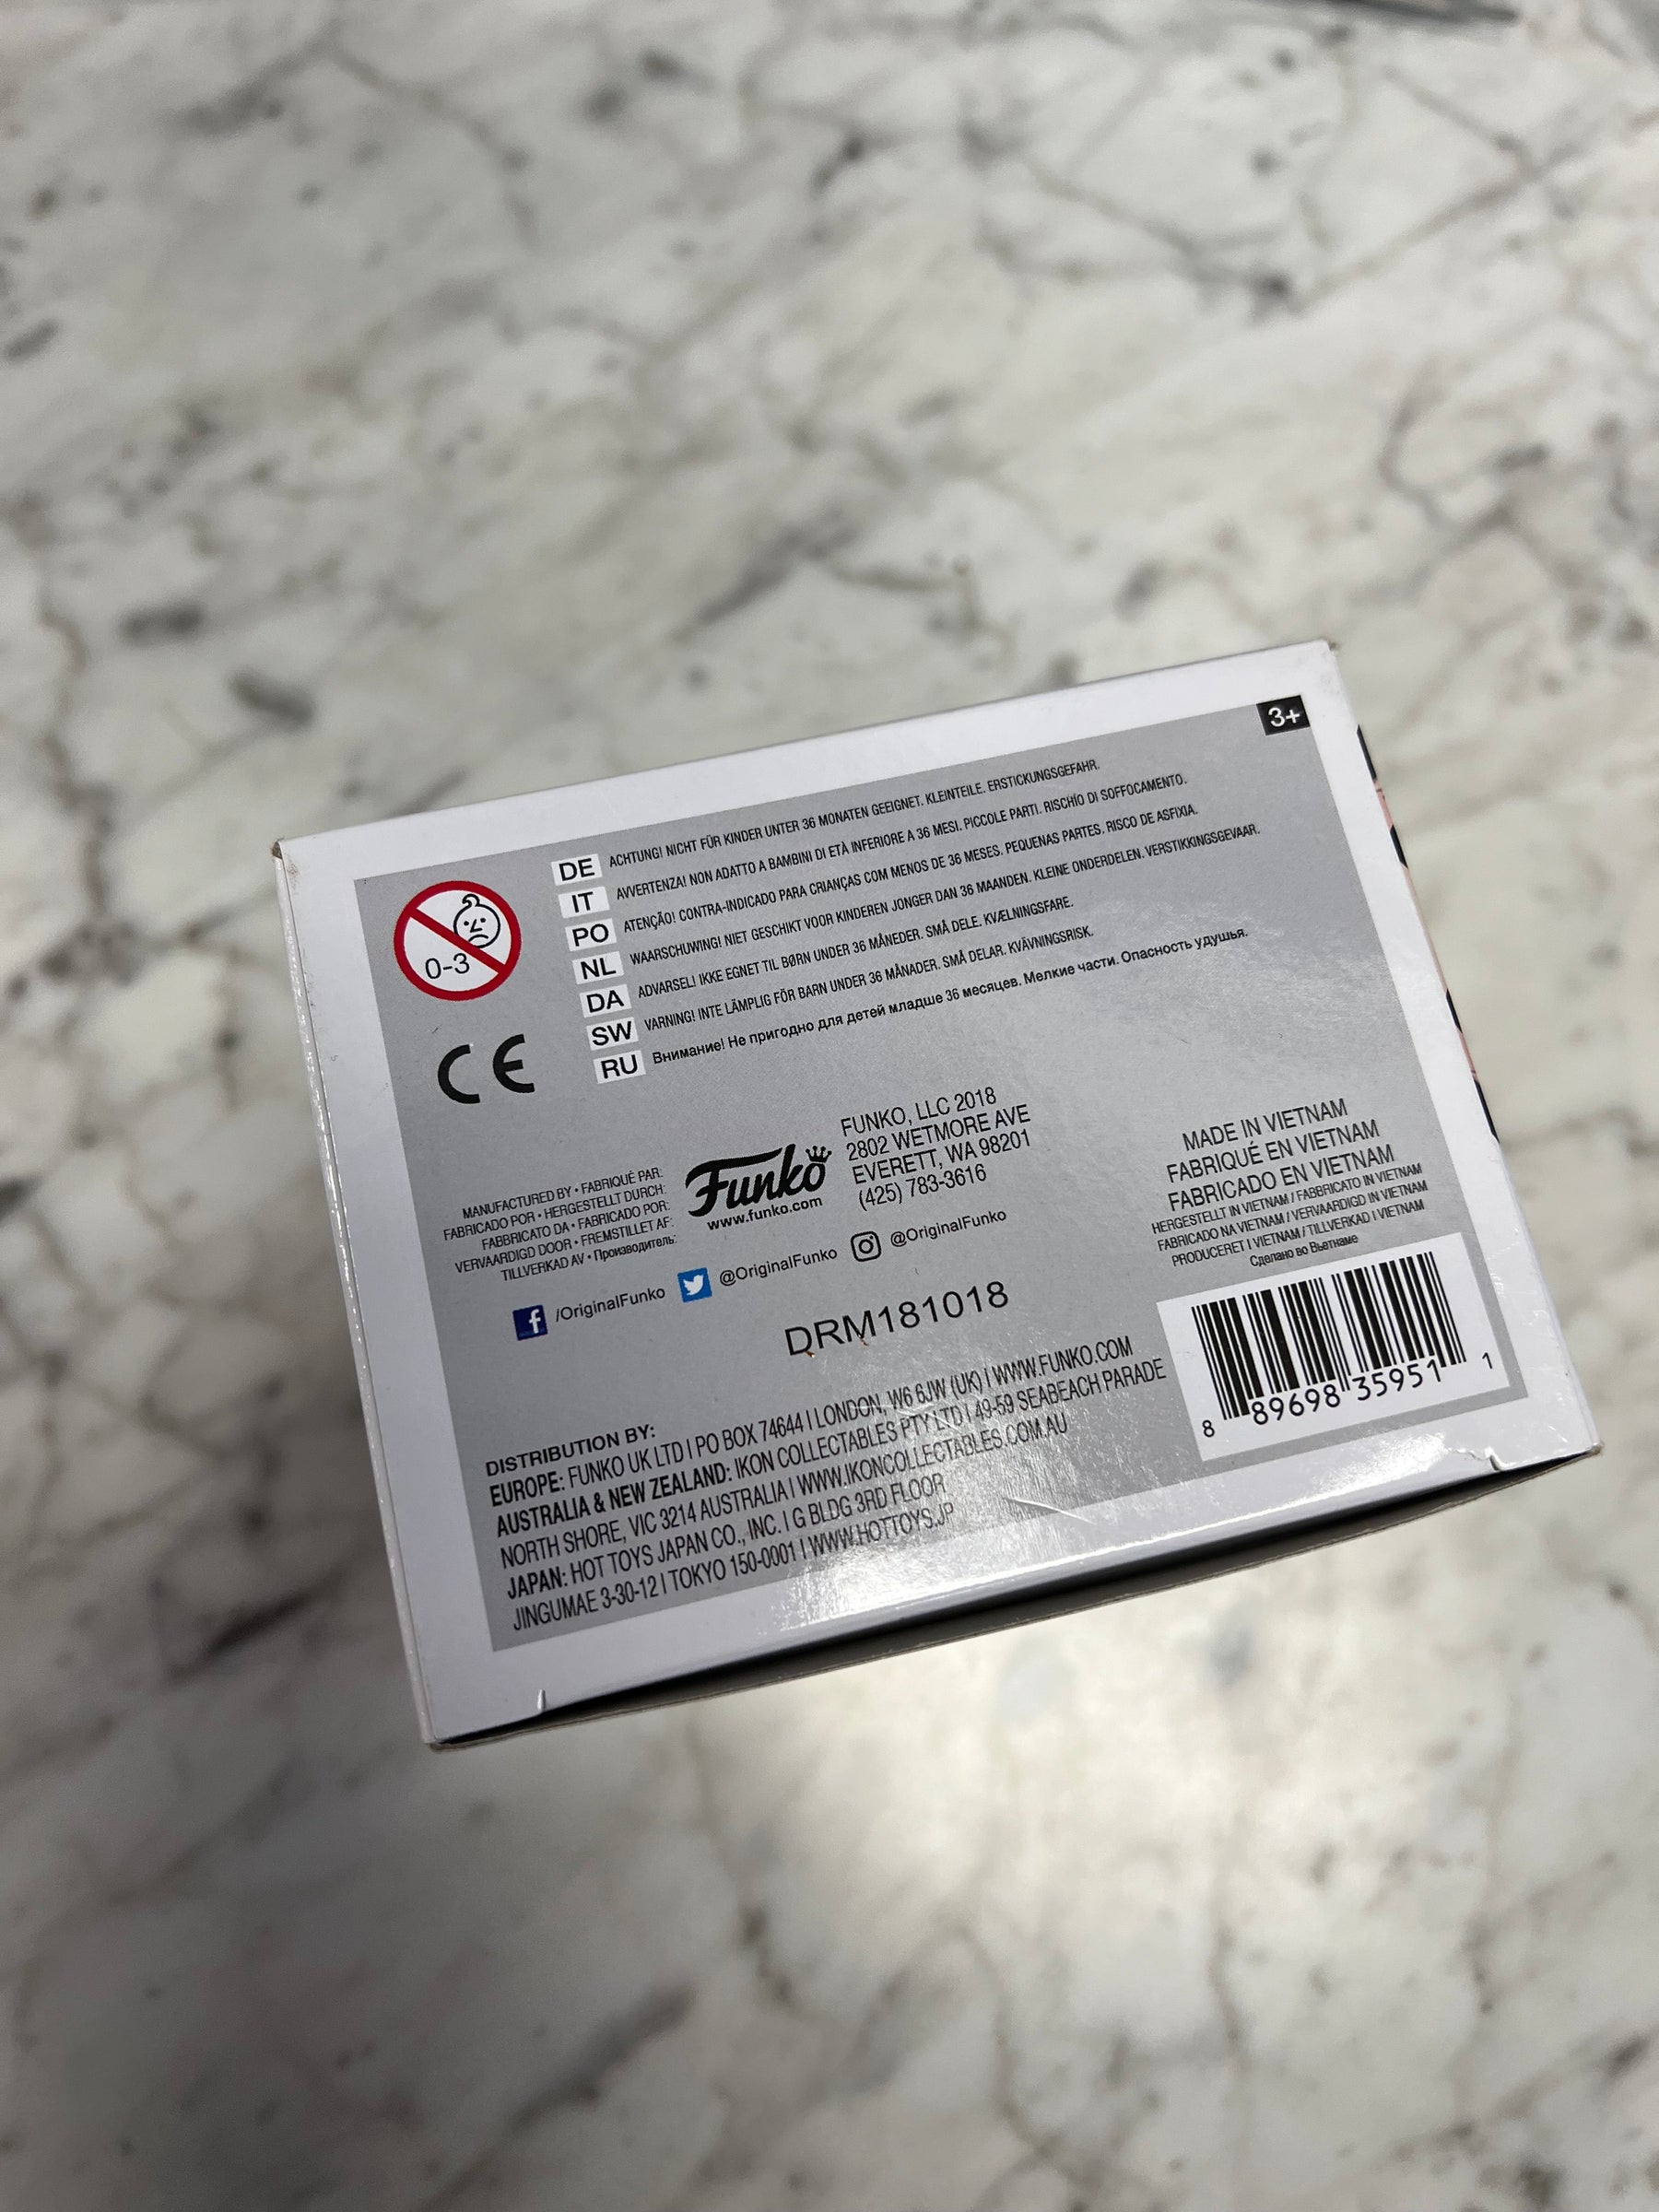 3+
0-3
DE ACHTUNG! NICHT FÜR KINDER UNTER 36 MONATEN GEEIGNET. KLEINTEILE. ERSTICKUNGSGEFAHR.
IT AVVERTENZA! NON ADATTO A BAMBINI DI ETÀ INFERIORE A 36 MESI. PICCOLE PARTI. RISCHIO DI SOFFOCAMENTO.
PO ATENÇÃO! CONTRA-INDICADO PARA CRIANÇAS COM MENOS DE 36 MESES. PEQUENAS PARTES. RISCO DE ASFIXIA.
NL WAARSCHUWING! NIET GESCHIKT VOOR KINDEREN JONGER DAN 36 MAANDEN. KLEINE ONDERDELEN. VERSTIKKINGSGEVAAR.
DA ADVARSEL! IKKE EGNET TIL BØRN UNDER 36 MÅNEDER. SMÅ DELE. KVÆLNINGSFARE.
SW VARNING! INTE LÄMPLIG FÖR BARN UNDER 36 MÅNADER. SMÅ DELAR. KVÄVNINGSRISK.
RU Внимание! Не пригодно для детей младше 36 месяцев. Мелкие части. Опасность удушья.
CE
MANUFACTURED BY • FABRIQUÉ PAR:
FABRICADO POR • HERGESTELLT DURCH:
FABBRICATO DA • FABRICADO POR:
VERVAARDIGD DOOR • FREMSTILLET AF:
TILLVERKAD AV • Производитель:
Funko
www.funko.com
FUNKO, LLC 2018
2802 WETMORE AVE
EVERETT, WA 98201
(425) 783-3616
/OriginalFunko @OriginalFunko @OriginalFunko
DRM181018
MADE IN VIETNAM
FABRIQUÉ EN VIETNAM
FABRICADO EN VIETNAM
HERGESTELLT IN VIETNAM / FABBRICATO IN VIETNAM
FABRICADO NA VIETNAM / VERVAARDIGD IN VIETNAM
PRODUCERET I VIETNAM / TILLVERKAD I VIETNAM
Сделано во Вьетнаме
8 89698 35951 1
DISTRIBUTION BY:
EUROPE: FUNKO UK LTD I PO BOX 74644 I LONDON, W6 6JW (UK) I WWW.FUNKO.COM
AUSTRALIA & NEW ZEALAND: IKON COLLECTABLES PTY LTD I 49-59 SEABEACH PARADE
NORTH SHORE, VIC 3214 AUSTRALIA I WWW.IKONCOLLECTABLES.COM.AU
JAPAN: HOT TOYS JAPAN CO., INC. I G BLDG 3RD FLOOR
JINGUMAE 3-30-12 I TOKYO 150-0001 I WWW.HOTTOYS.JP